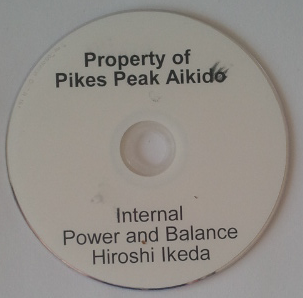 Property of
Pikes Peak Aikido
Internal
Power and Balance
Hiroshi Ikeda